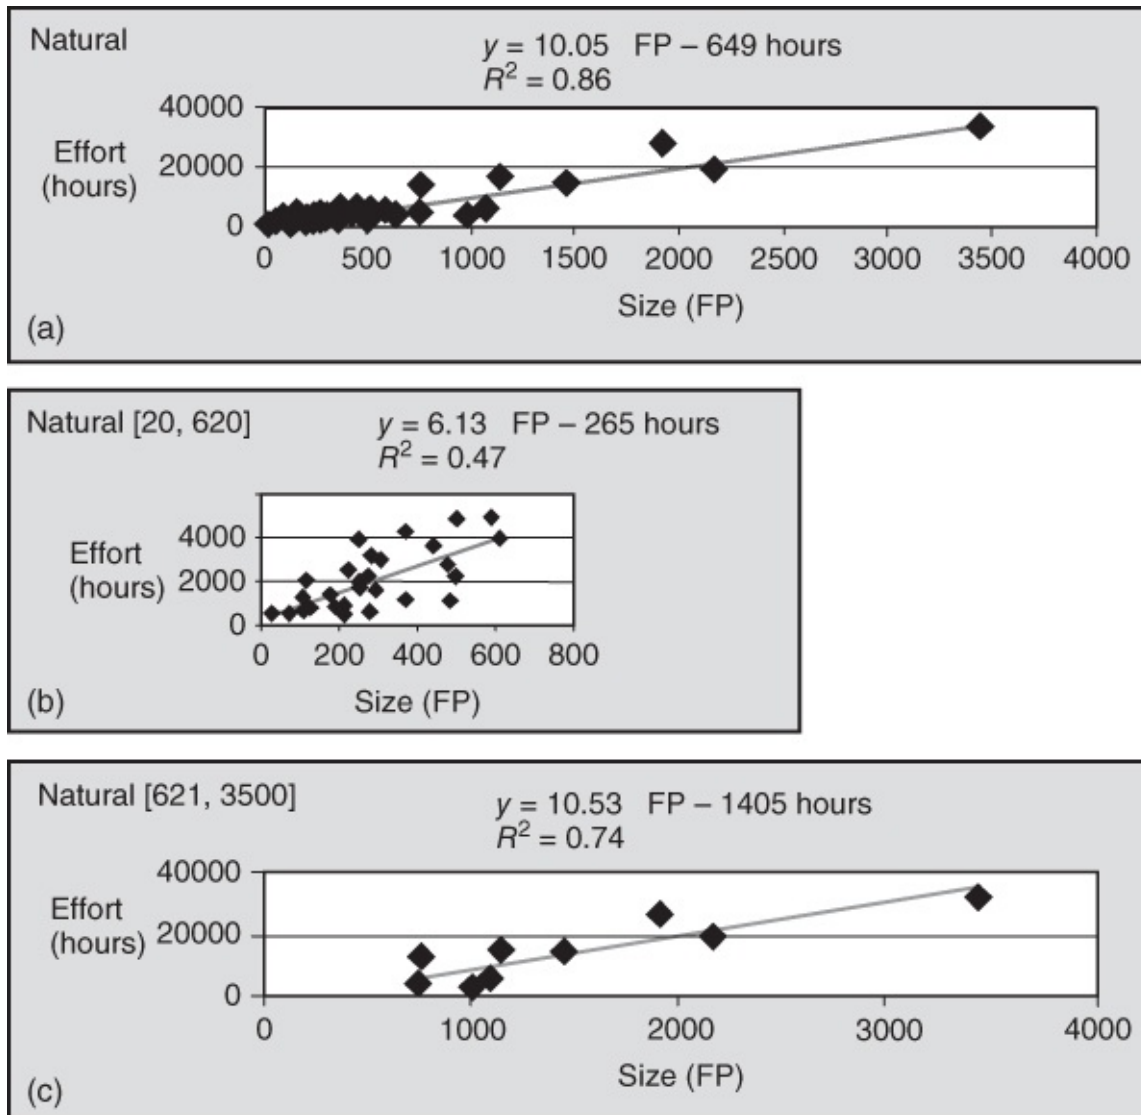 Natural
y = 10.05 FP – 649 hours
R² = 0.86
40000
Effort
(hours)
20000
0
0 500 1000 1500 2000 2500 3000 3500 4000
Size (FP)
(a)
Natural [20, 620]
y = 6.13 FP – 265 hours
R² = 0.47
4000
Effort
(hours)
2000
0
0 200 400 600 800
Size (FP)
(b)
Natural [621, 3500]
y = 10.53 FP – 1405 hours
R² = 0.74
40000
Effort
(hours)
20000
0
0 1000 2000 3000 4000
Size (FP)
(c)